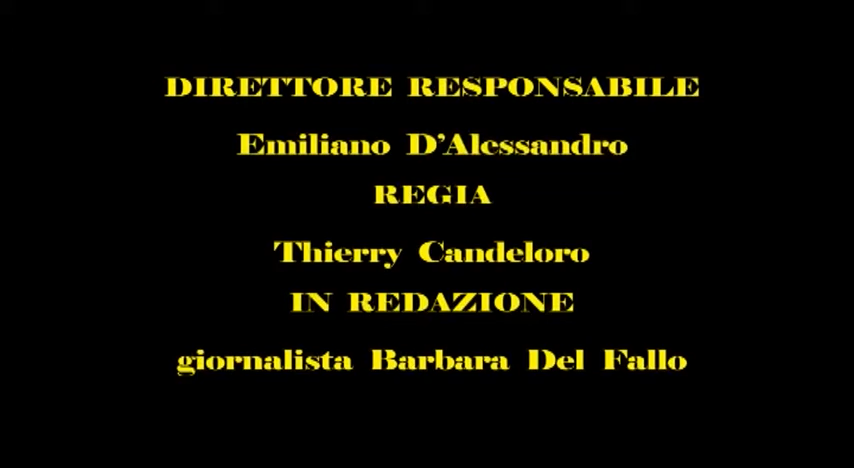 DIRETTORE RESPONSABILE
Emiliano D'Alessandro
REGIA
Thierry Candeloro
IN REDAZIONE
giornalista Barbara Del Fallo